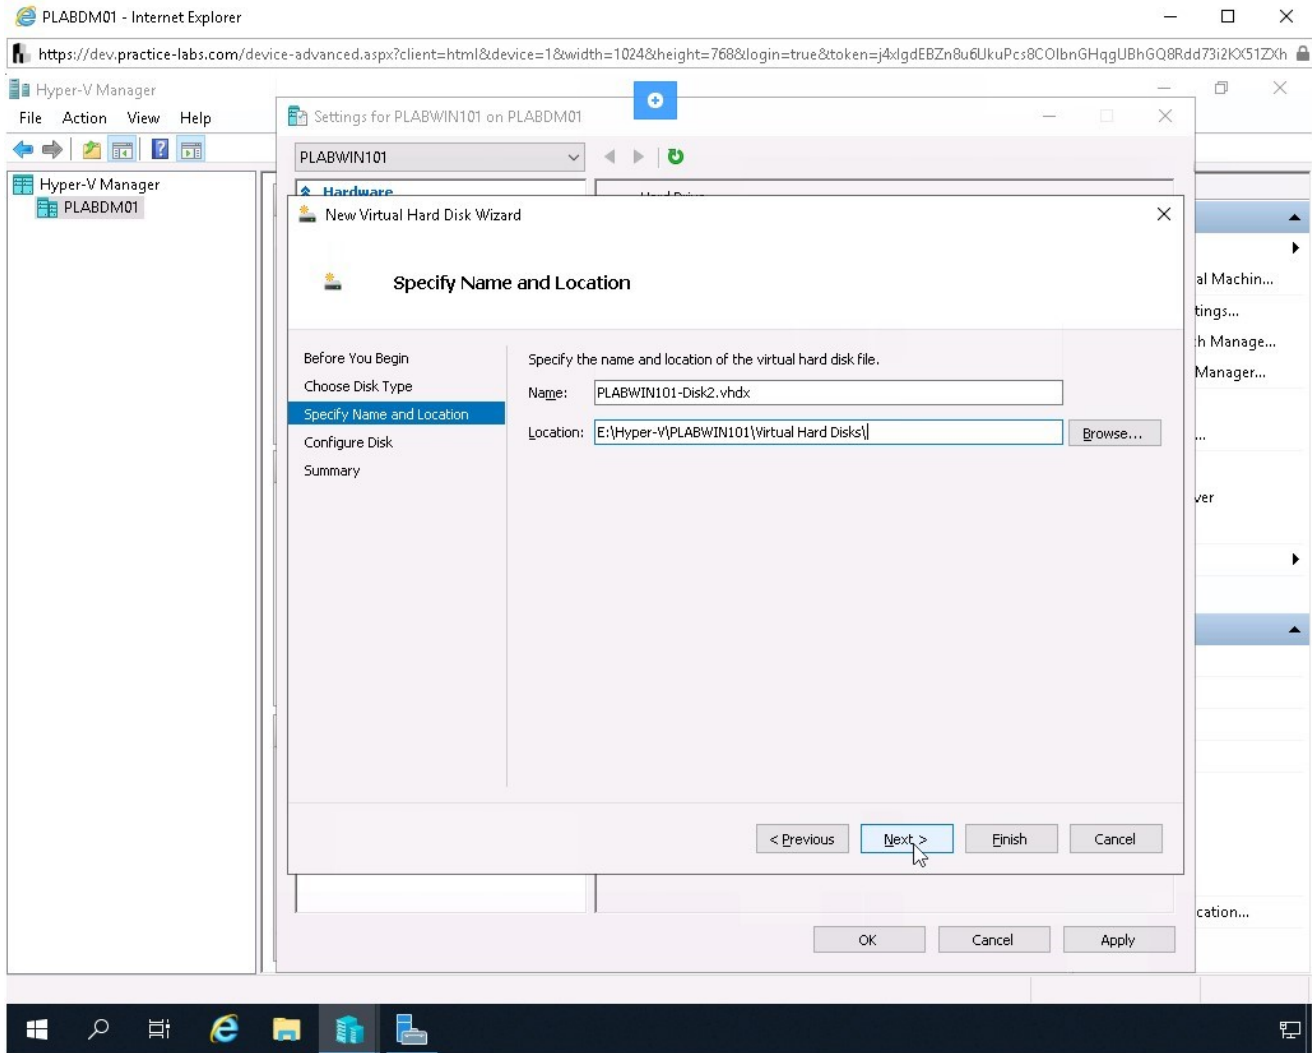 PLABDM01 - Internet Explorer
https://dev.practice-labs.com/device-advanced.aspx?client=html&device=1&width=1024&height=768&login=true&token=j4xIgdEBZn8u6UkuPcs8COIbnGHqgUBhGQ8Rdd73i2KX51ZXh
Hyper-V Manager
File Action View Help
Hyper-V Manager
PLABDM01
Settings for PLABWIN101 on PLABDM01
PLABWIN101
Hardware
Hard Drive
New Virtual Hard Disk Wizard
Specify Name and Location
Before You Begin
Choose Disk Type
Specify Name and Location
Configure Disk
Summary
Specify the name and location of the virtual hard disk file.
Name: PLABWIN101-Disk2.vhdx
Location: E:\Hyper-V\PLABWIN101\Virtual Hard Disks\
Browse...
< Previous Next > Finish Cancel
OK Cancel Apply
al Machin...
tings...
h Manage...
Manager...
...
ver
cation...